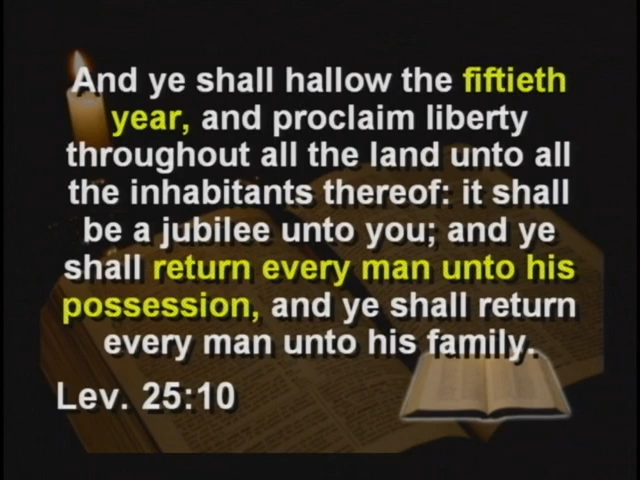 And ye shall hallow the fiftieth
year, and proclaim liberty
throughout all the land unto all
the inhabitants thereof: it shall
be a jubilee unto you; and ye
shall return every man unto his
possession, and ye shall return
every man unto his family.
Lev. 25:10